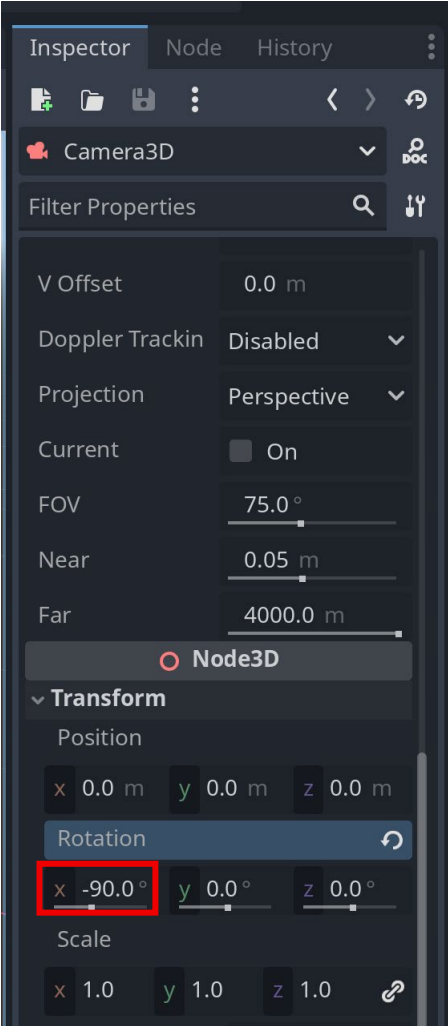 Inspector Node History
Camera3D
DOC
Filter Properties
V Offset 0.0 m
Doppler Trackin Disabled
Projection Perspective
Current On
FOV 75.0 °
Near 0.05 m
Far 4000.0 m
Node3D
Transform
Position
x 0.0 m y 0.0 m z 0.0 m
Rotation
x -90.0 ° y 0.0 ° z 0.0 °
Scale
x 1.0 y 1.0 z 1.0